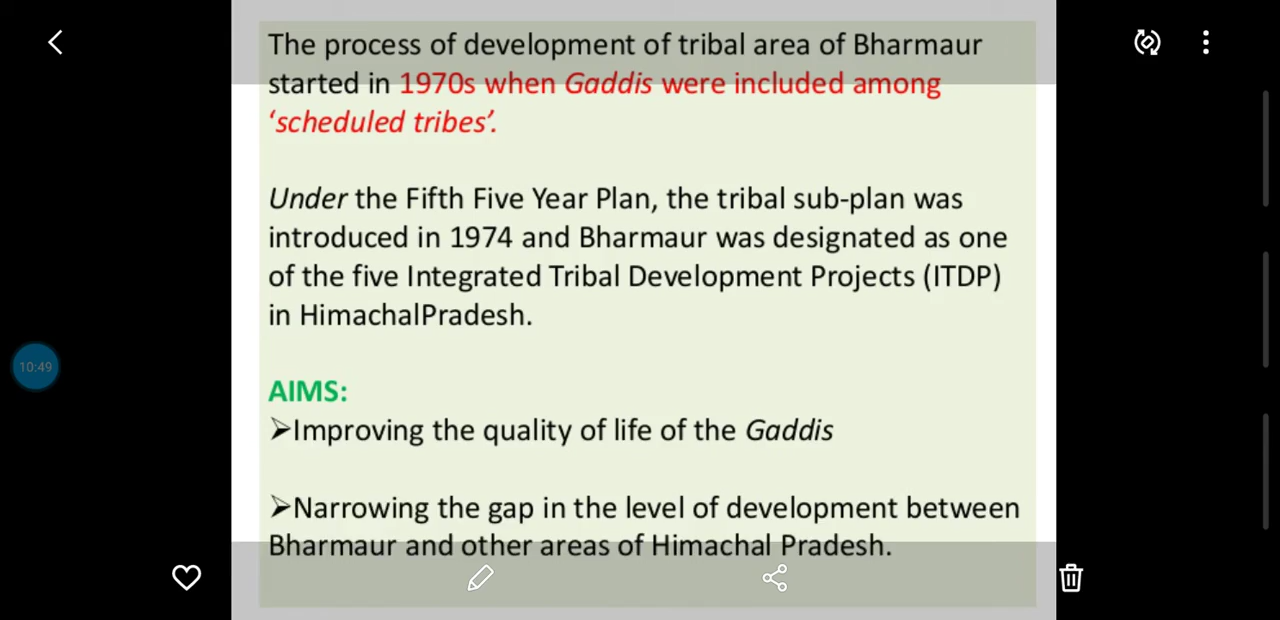 The process of development of tribal area of Bharmaur
started in 1970s when Gaddis were included among
‘scheduled tribes’.
Under the Fifth Five Year Plan, the tribal sub-plan was
introduced in 1974 and Bharmaur was designated as one
of the five Integrated Tribal Development Projects (ITDP)
in HimachalPradesh.
10:49
AIMS:
➢Improving the quality of life of the Gaddis
➢Narrowing the gap in the level of development between
Bharmaur and other areas of Himachal Pradesh.